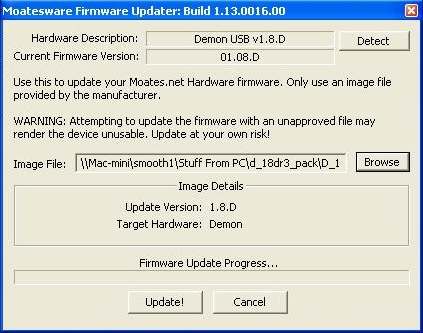 Moatesware Firmware Updater: Build 1.13.0016.00
Hardware Description: Demon USB v1.8.D Detect
Current Firmware Version: 01.08.D
Use this to update your Moates.net Hardware firmware. Only use an image file
provided by the manufacturer.
WARNING: Attempting to update the firmware with an unapproved file may
render the device unusable. Update at your own risk!
Image File: \\Mac-mini\smooth1\Stuff From PC\d_18dr3_pack\D_1 Browse
Image Details
Update Version: 1.8.D
Target Hardware: Demon
Firmware Update Progress...
Update! Cancel